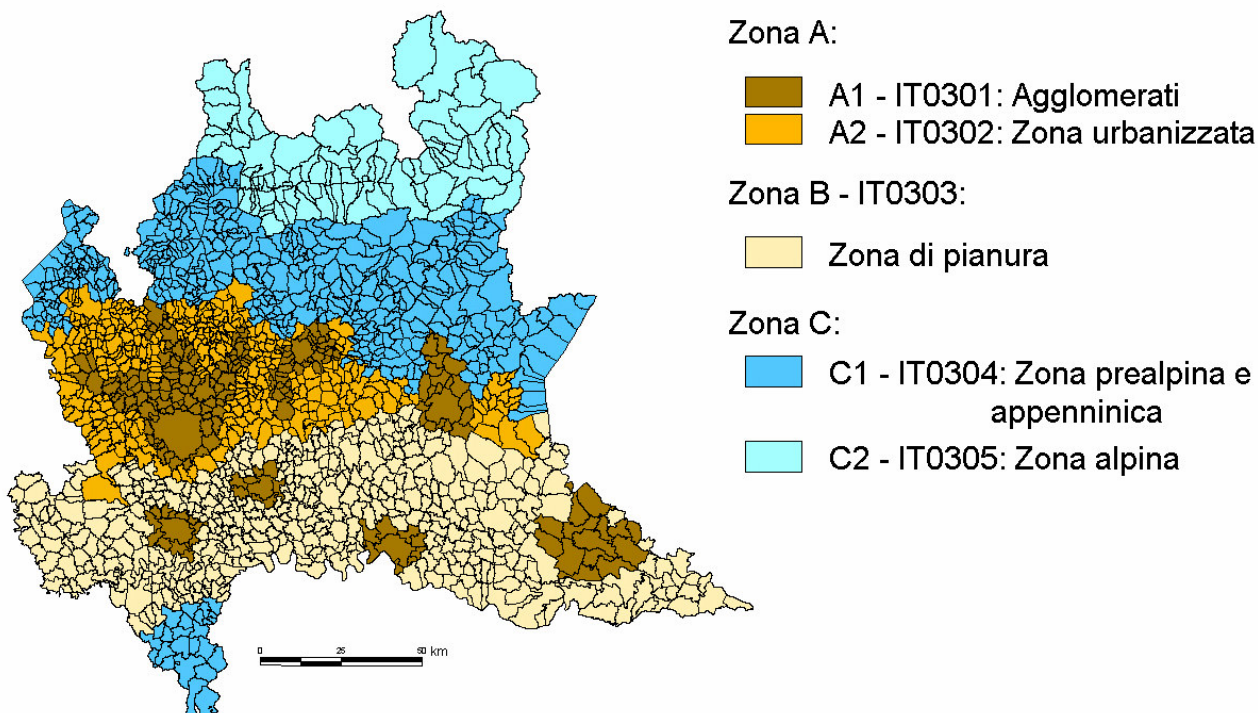 Zona A:
A1 - IT0301: Agglomerati
A2 - IT0302: Zona urbanizzata
Zona B - IT0303:
Zona di pianura
Zona C:
C1 - IT0304: Zona prealpina e
appenninica
C2 - IT0305: Zona alpina
0 25 50 km